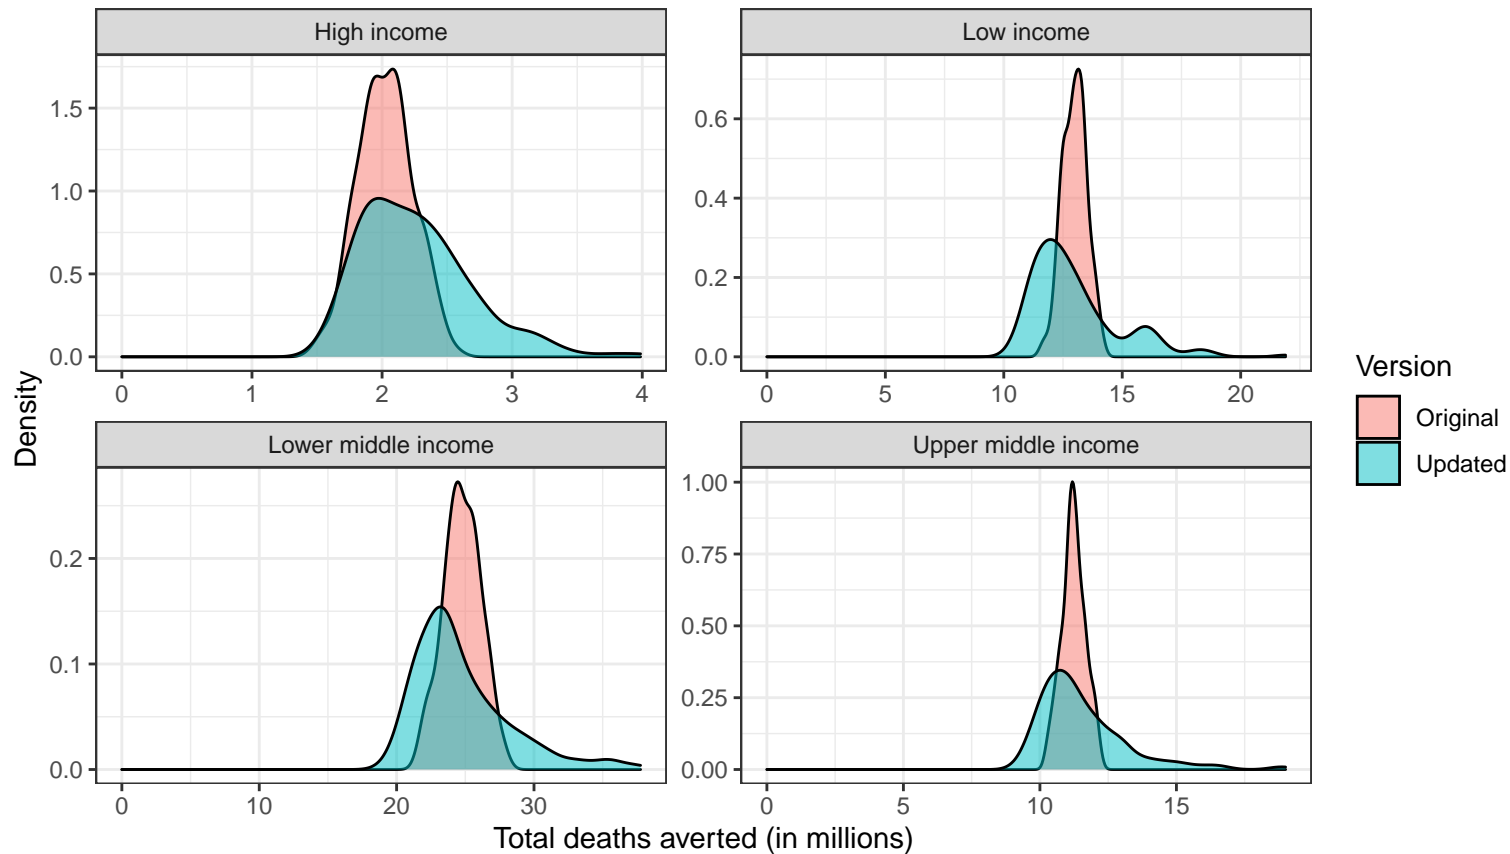 High income
Low income
1.5
1.0
0.5
0.0
0 1 2 3 4
0.6
0.4
0.2
0.0
0 5 10 15 20
Lower middle income
Upper middle income
0.2
0.1
0.0
0 10 20 30
1.00
0.75
0.50
0.25
0.00
0 5 10 15
Density
Total deaths averted (in millions)
Version
Original
Updated